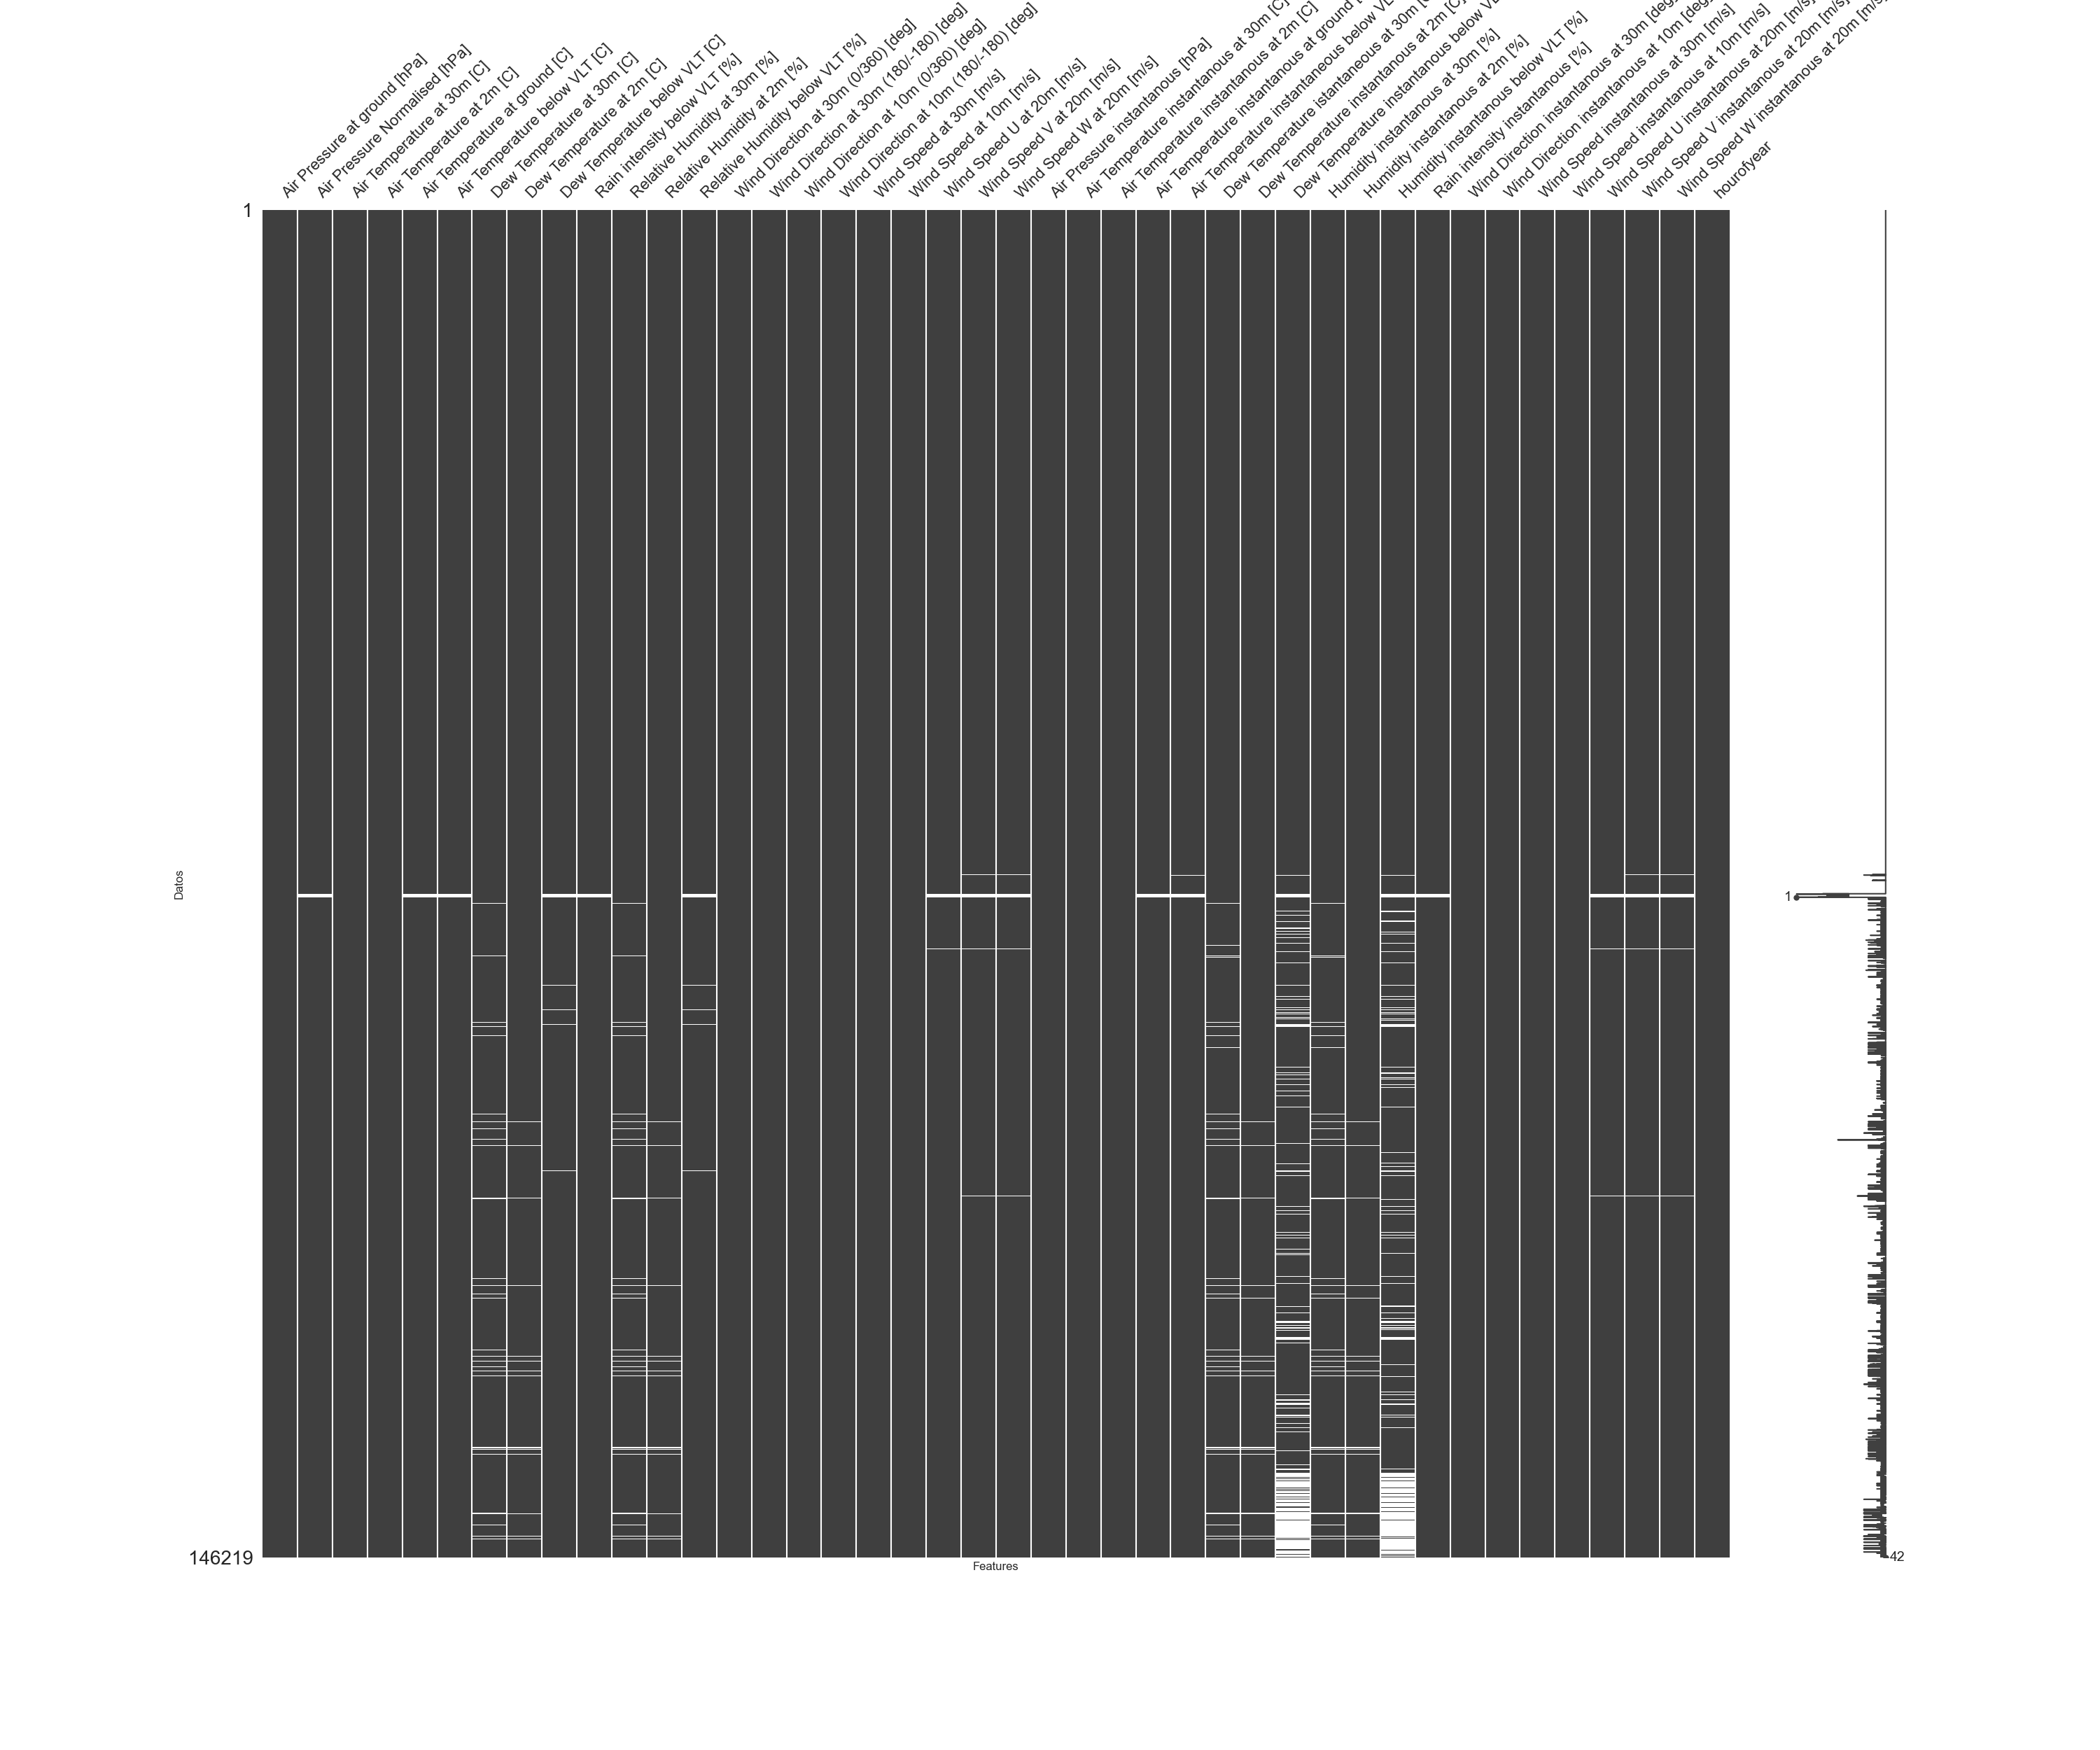 Air Pressure at ground [hPa]
Air Pressure Normalised [hPa]
Air Temperature at 30m [C]
Air Temperature at 2m [C]
Air Temperature at ground [C]
Air Temperature below VLT [C]
Dew Temperature at 30m [C]
Dew Temperature at 2m [C]
Dew Temperature below VLT [C]
Rain intensity below VLT [%]
Relative Humidity at 30m [%]
Relative Humidity at 2m [%]
Relative Humidity below VLT [%]
Wind Direction at 30m (0/360) [deg]
Wind Direction at 30m (180/-180) [deg]
Wind Direction at 10m (0/360) [deg]
Wind Direction at 10m (180/-180) [deg]
Wind Speed at 30m [m/s]
Wind Speed at 10m [m/s]
Wind Speed U at 20m [m/s]
Wind Speed V at 20m [m/s]
Wind Speed W at 20m [m/s]
Air Pressure instantanous [hPa]
Air Temperature instantanous at 30m [C]
Air Temperature instantanous at 2m [C]
Air Temperature instantanous at ground
Air Temperature instantaneous below
Dew Temperature istantaneous at 30m
Dew Temperature instantanous at 2m [C]
Dew Temperature instantanous below
Humidity instantanous at 30m [%]
Humidity instantanous at 2m [%]
Humidity instantanous below VLT [%]
Rain intensity instantanous [%]
Wind Direction instantanous at 30m [deg]
Wind Direction instantanous at 10m [deg]
Wind Speed instantanous at 30m [m/s]
Wind Speed instantanous at 10m [m/s]
Wind Speed U instantanous at 20m [m/s]
Wind Speed V instantanous at 20m [m/s]
Wind Speed W instantanous at 20m [m/s]
hourofyear
1
Datos
1
146219
42
Features